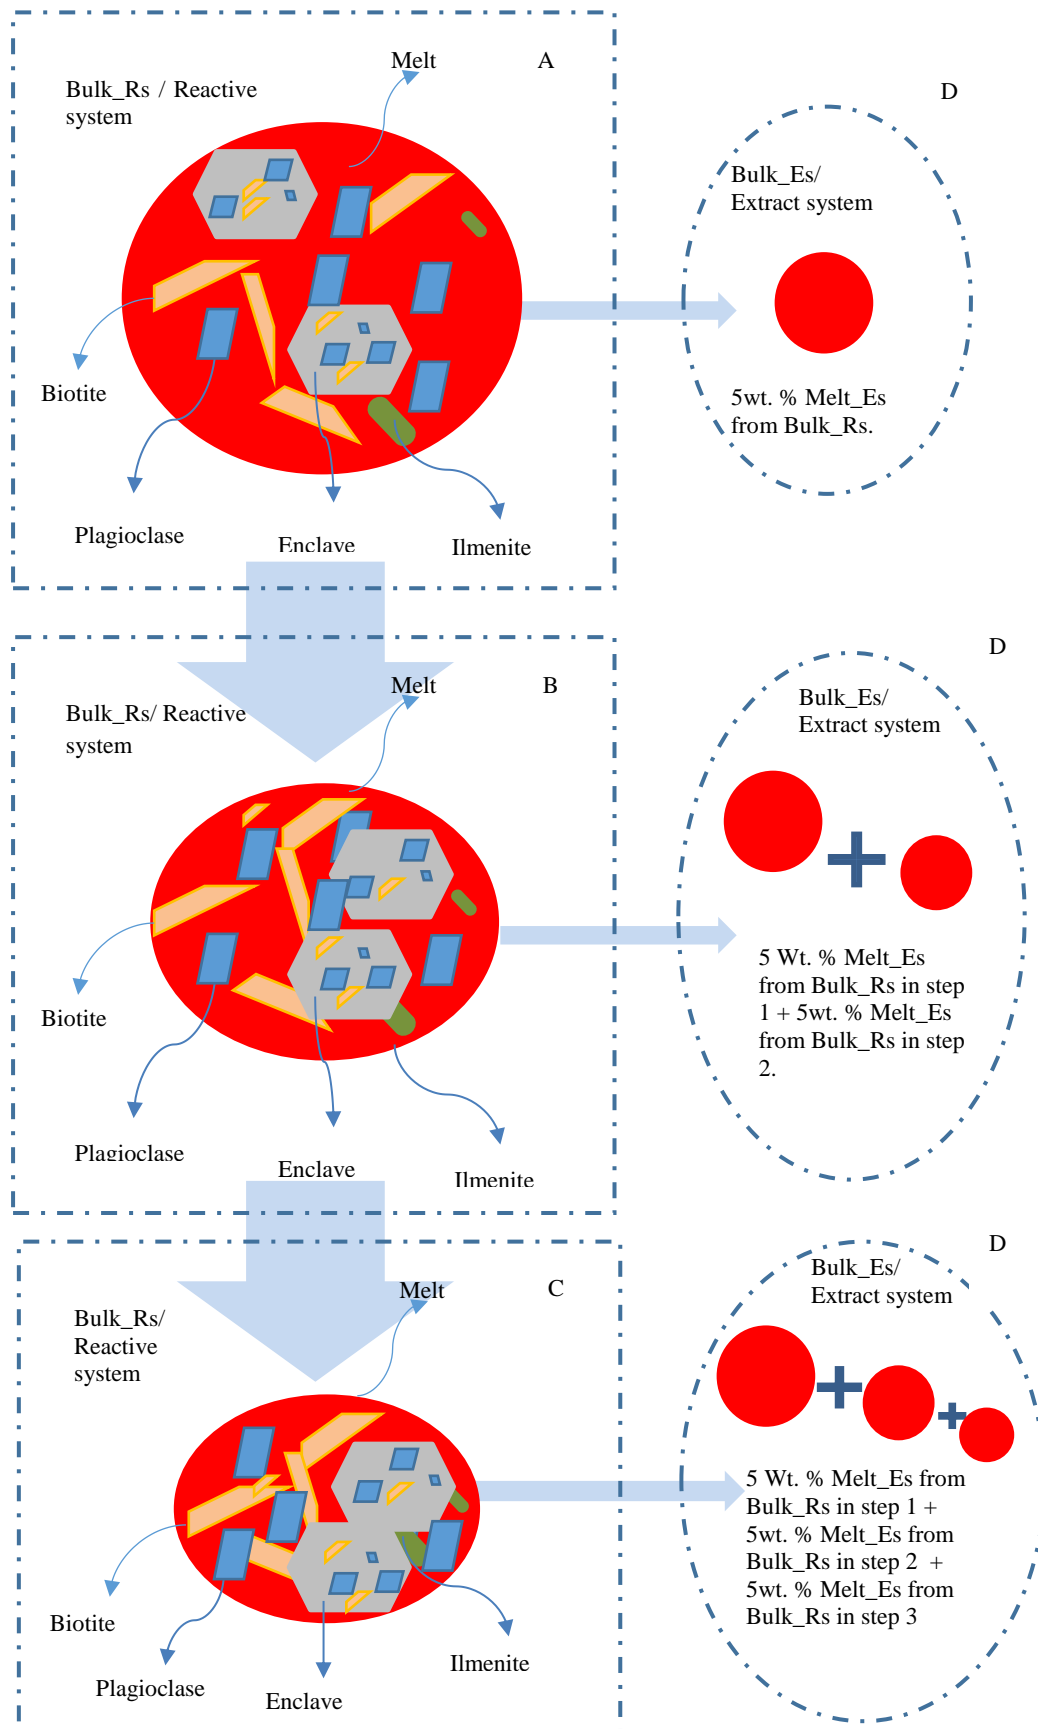 Melt
A
Bulk_Rs / Reactive
system
Biotite
Plagioclase
Enclave
Ilmenite
D
Bulk_Es/
Extract system
5wt. % Melt_Es
from Bulk_Rs.
Melt
B
Bulk_Rs/ Reactive
system
Biotite
Plagioclase
Enclave
Ilmenite
D
Bulk_Es/
Extract system
5 Wt. % Melt_Es
from Bulk_Rs in step
1 + 5wt. % Melt_Es
from Bulk_Rs in step
2.
Melt
C
Bulk_Rs/
Reactive
system
Biotite
Plagioclase
Enclave
Ilmenite
D
Bulk_Es/
Extract system
5 Wt. % Melt_Es from
Bulk_Rs in step 1 +
5wt. % Melt_Es from
Bulk_Rs in step 2 +
5wt. % Melt_Es from
Bulk_Rs in step 3